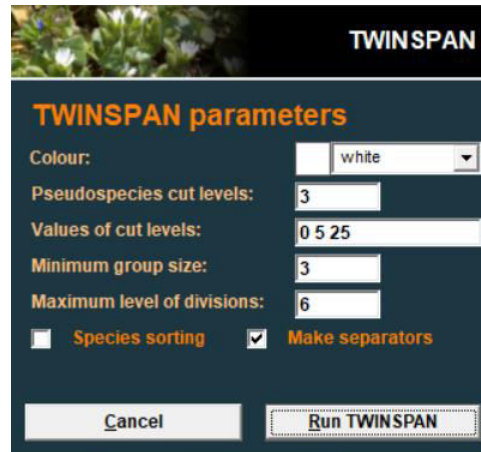 TWINSPAN
TWINSPAN parameters
Colour: white
Pseudospecies cut levels: 3
Values of cut levels: 0 5 25
Minimum group size: 3
Maximum level of divisions: 6
Species sorting Make separators
Cancel Run TWINSPAN